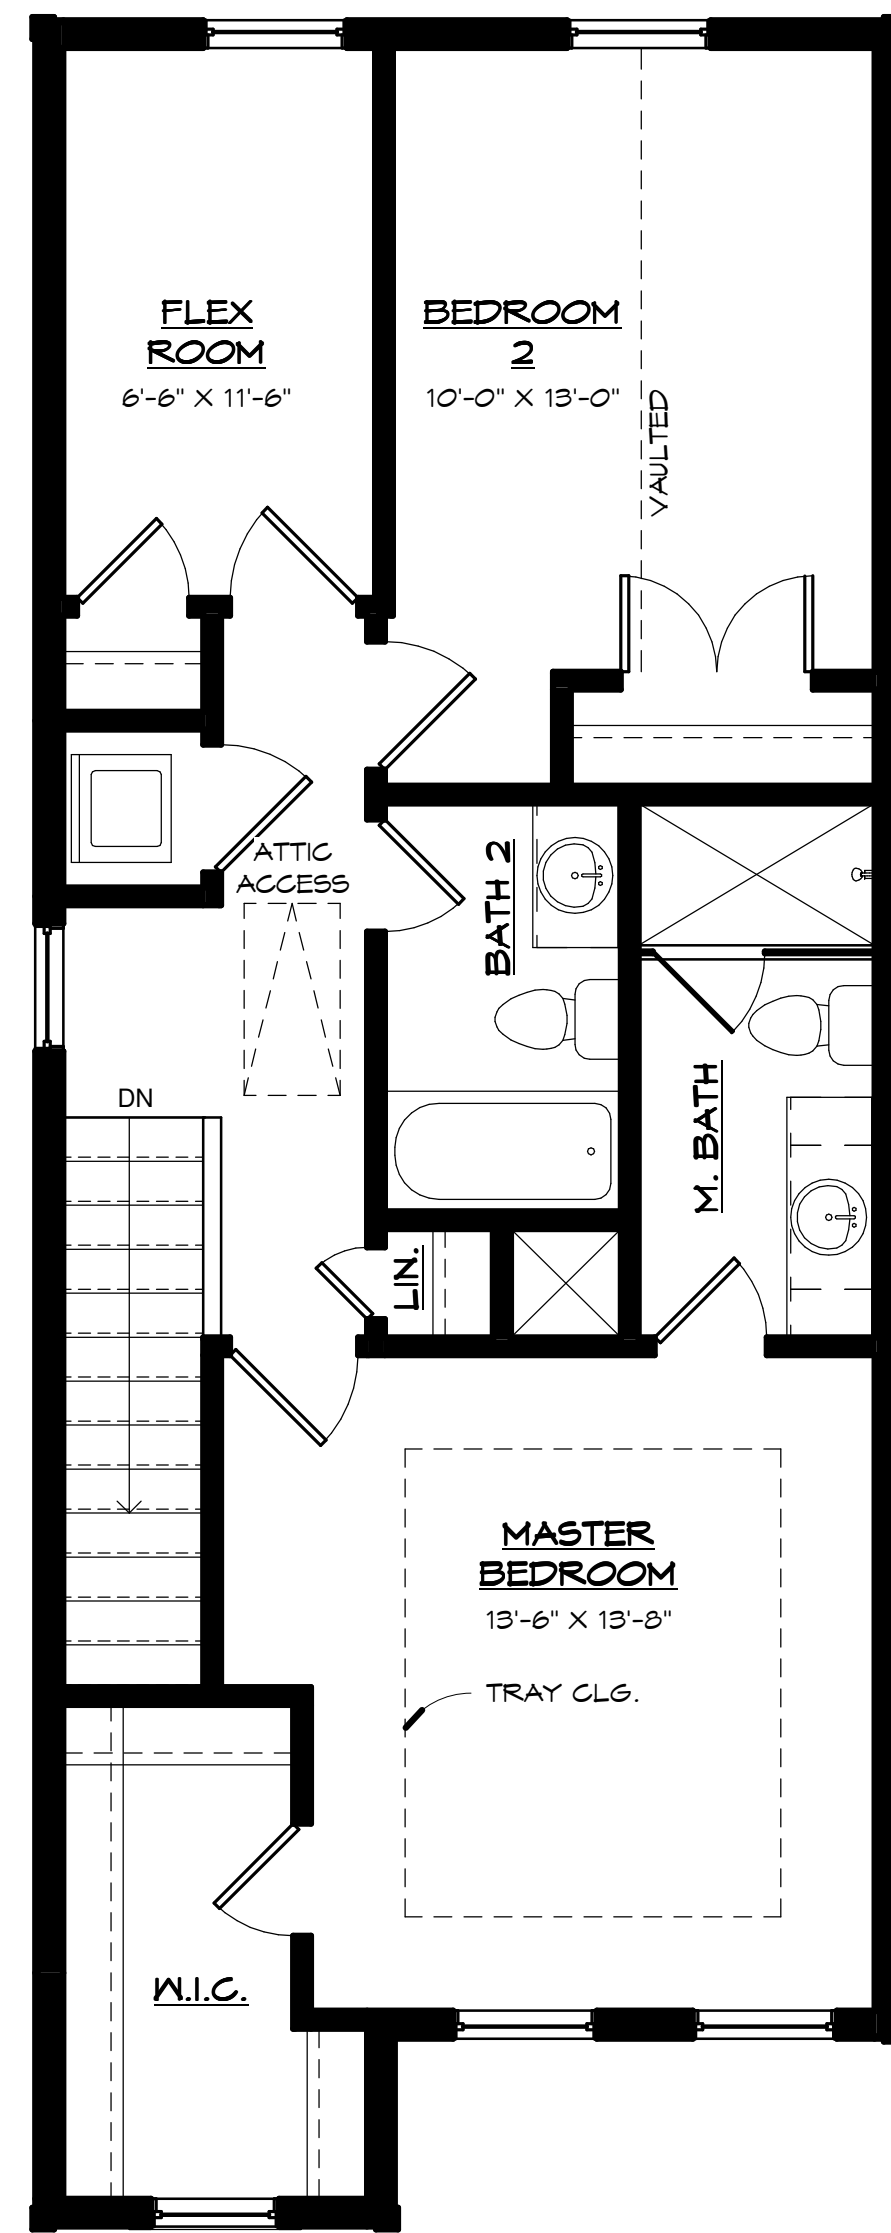 FLEX
ROOM
6'-6" X 11'-6"
BEDROOM
2
10'-0" X 13'-0"
VAULTED
ATTIC
ACCESS
BATH 2
DN
M. BATH
LIN.
MASTER
BEDROOM
13'-6" X 13'-8"
TRAY CLG.
W.I.C.